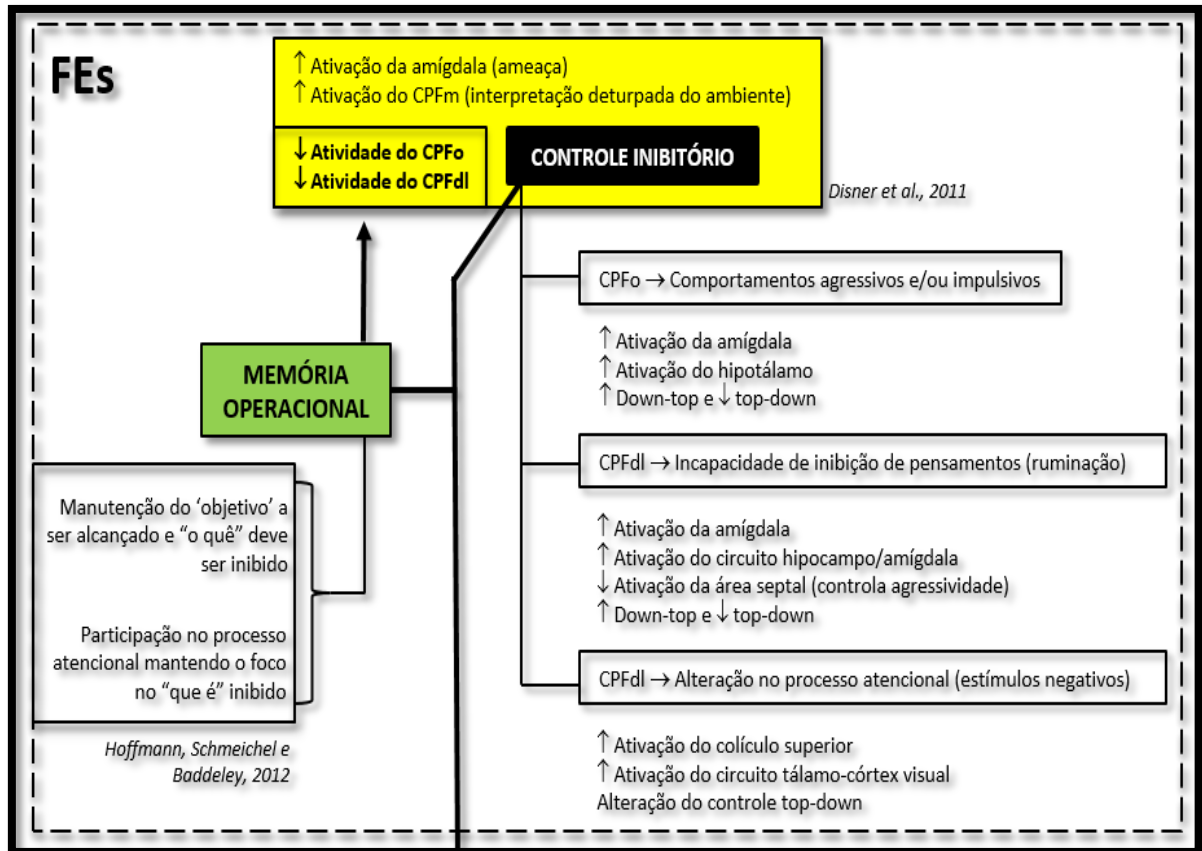 FEs
↑ Ativação da amígdala (ameaça)
↑ Ativação do CPFm (interpretação deturpada do ambiente)
↓ Atividade do CPFo
↓ Atividade do CPFdl
CONTROLE INIBITÓRIO
Disner et al., 2011
CPFo → Comportamentos agressivos e/ou impulsivos
↑ Ativação da amígdala
↑ Ativação do hipotálamo
↑ Down-top e ↓ top-down
MEMÓRIA
OPERACIONAL
CPFdl → Incapacidade de inibição de pensamentos (ruminação)
↑ Ativação da amígdala
↑ Ativação do circuito hipocampo/amígdala
↓ Ativação da área septal (controla agressividade)
↑ Down-top e ↓ top-down
Manutenção do ‘objetivo’ a
ser alcançado e “o quê” deve
ser inibido
Participação no processo
atencional mantendo o foco
no “que é” inibido
Hoffmann, Schmeichel e
Baddeley, 2012
CPFdl → Alteração no processo atencional (estímulos negativos)
↑ Ativação do colículo superior
↑ Ativação do circuito tálamo-córtex visual
Alteração do controle top-down